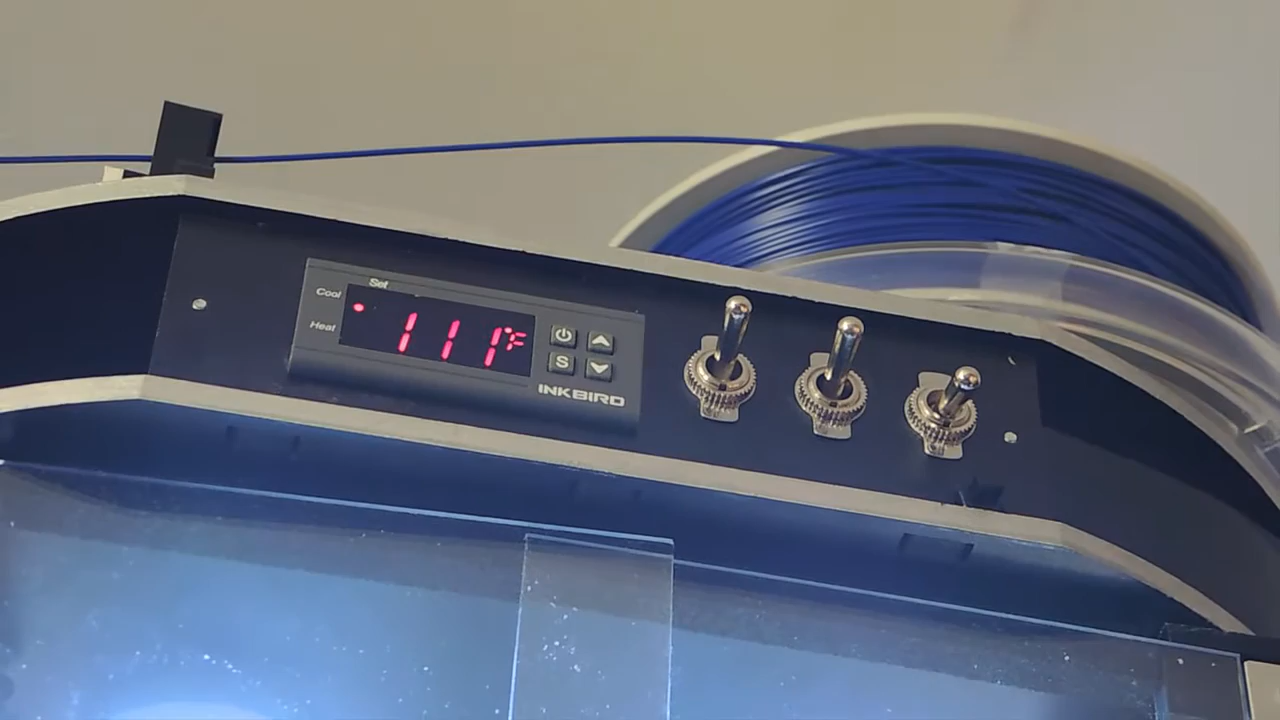 Set
Cool
Heat
111°F
S
INKBIRD